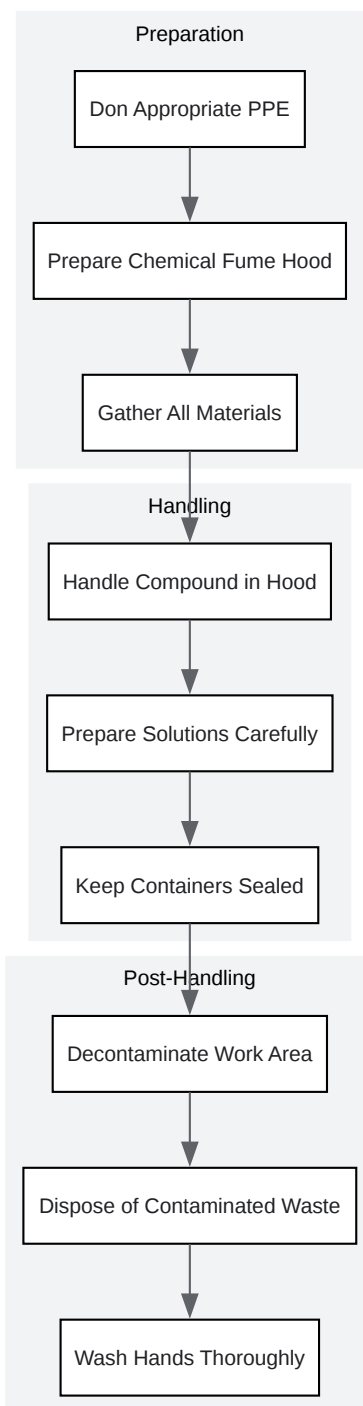 Preparation
Don Appropriate PPE
Prepare Chemical Fume Hood
Gather All Materials
Handling
Handle Compound in Hood
Prepare Solutions Carefully
Keep Containers Sealed
Post-Handling
Decontaminate Work Area
Dispose of Contaminated Waste
Wash Hands Thoroughly